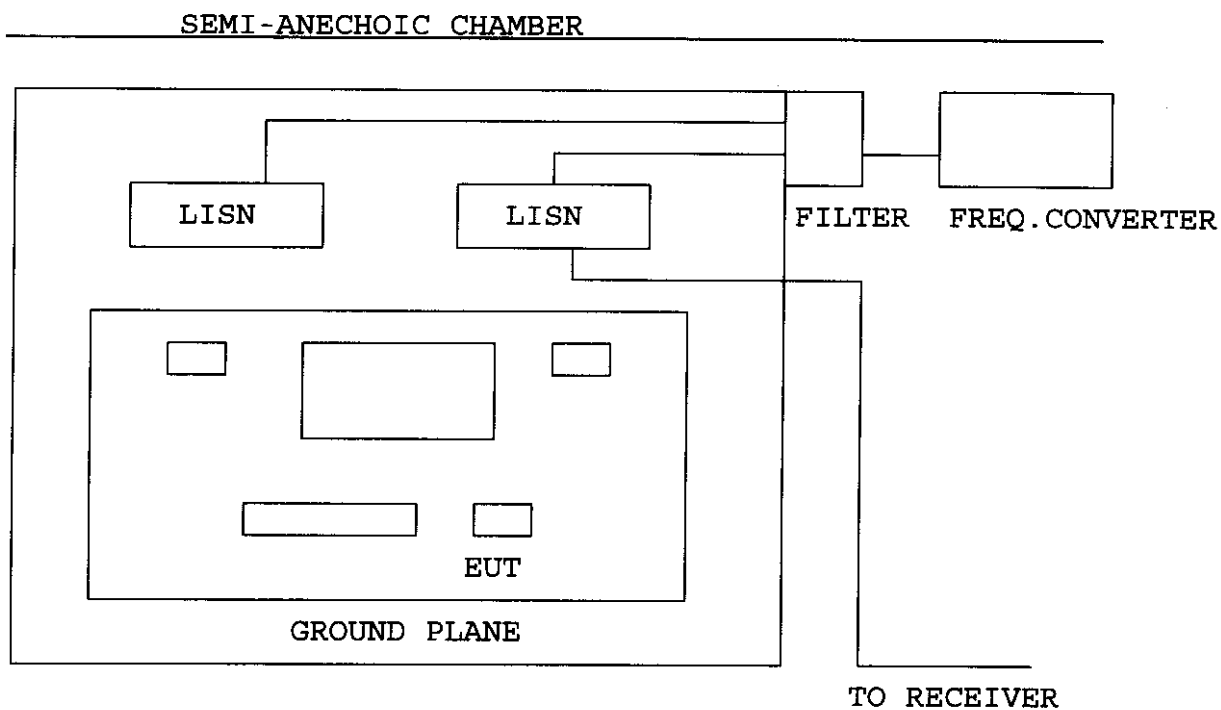 SEMI-ANECHOIC CHAMBER
LISN
LISN
FILTER
FREQ.CONVERTER
EUT
GROUND PLANE
TO RECEIVER